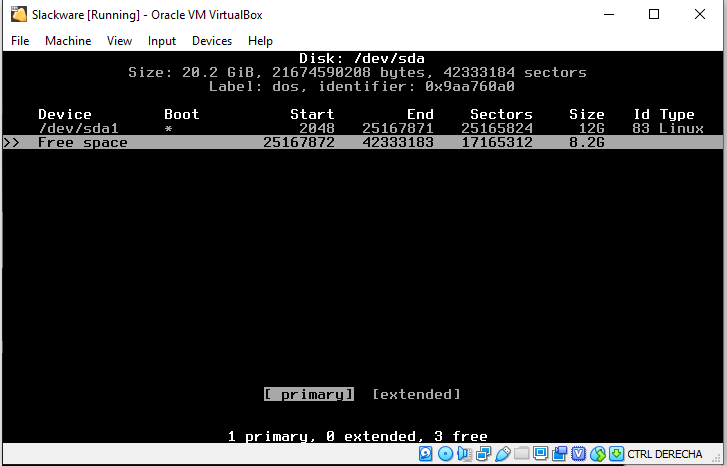 Slackware [Running] - Oracle VM VirtualBox
File Machine View Input Devices Help
Disk: /dev/sda
Size: 20.2 GiB, 21674590208 bytes, 42333184 sectors
Label: dos, identifier: 0x9aa760a0
Device Boot Start End Sectors Size Id Type
/dev/sda1 * 2048 25167871 25165824 12G 83 Linux
>> Free space 25167872 42333183 17165312 8.2G
[ primary] [extended]
1 primary, 0 extended, 3 free
CTRL DERECHA